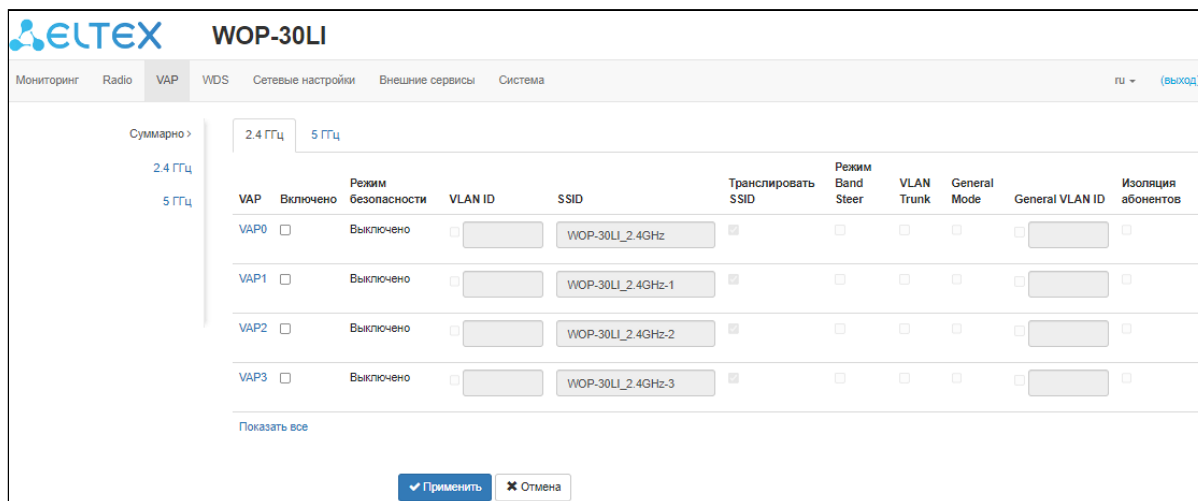 ELTEX WOP-30LI
Мониторинг Radio VAP WDS Сетевые настройки Внешние сервисы Система ru (выход)
Суммарно >
2.4 ГГц
5 ГГц
2.4 ГГц 5 ГГц
VAP Включено Режим безопасности VLAN ID SSID Транслировать SSID Режим Band Steer VLAN Trunk General Mode General VLAN ID Изоляция абонентов
VAP0 Выключено WOP-30LI_2.4GHz
VAP1 Выключено WOP-30LI_2.4GHz-1
VAP2 Выключено WOP-30LI_2.4GHz-2
VAP3 Выключено WOP-30LI_2.4GHz-3
Показать все
Применить Отмена